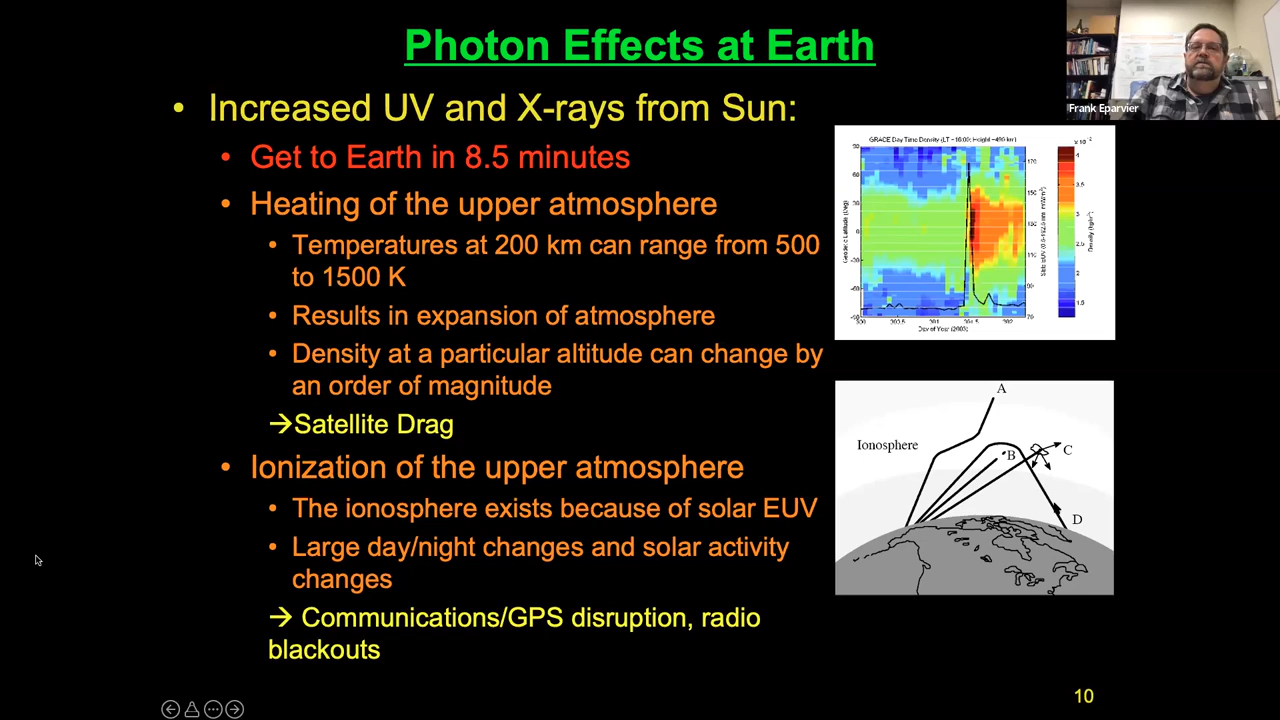 Photon Effects at Earth
Frank Eparvier
• Increased UV and X-rays from Sun:
• Get to Earth in 8.5 minutes
• Heating of the upper atmosphere
• Temperatures at 200 km can range from 500
to 1500 K
• Results in expansion of atmosphere
• Density at a particular altitude can change by
an order of magnitude
→Satellite Drag
• Ionization of the upper atmosphere
• The ionosphere exists because of solar EUV
• Large day/night changes and solar activity
changes
→ Communications/GPS disruption, radio
blackouts
GRACE Day Time Density
Day of Year (2003)
A
Ionosphere
B
C
D
10